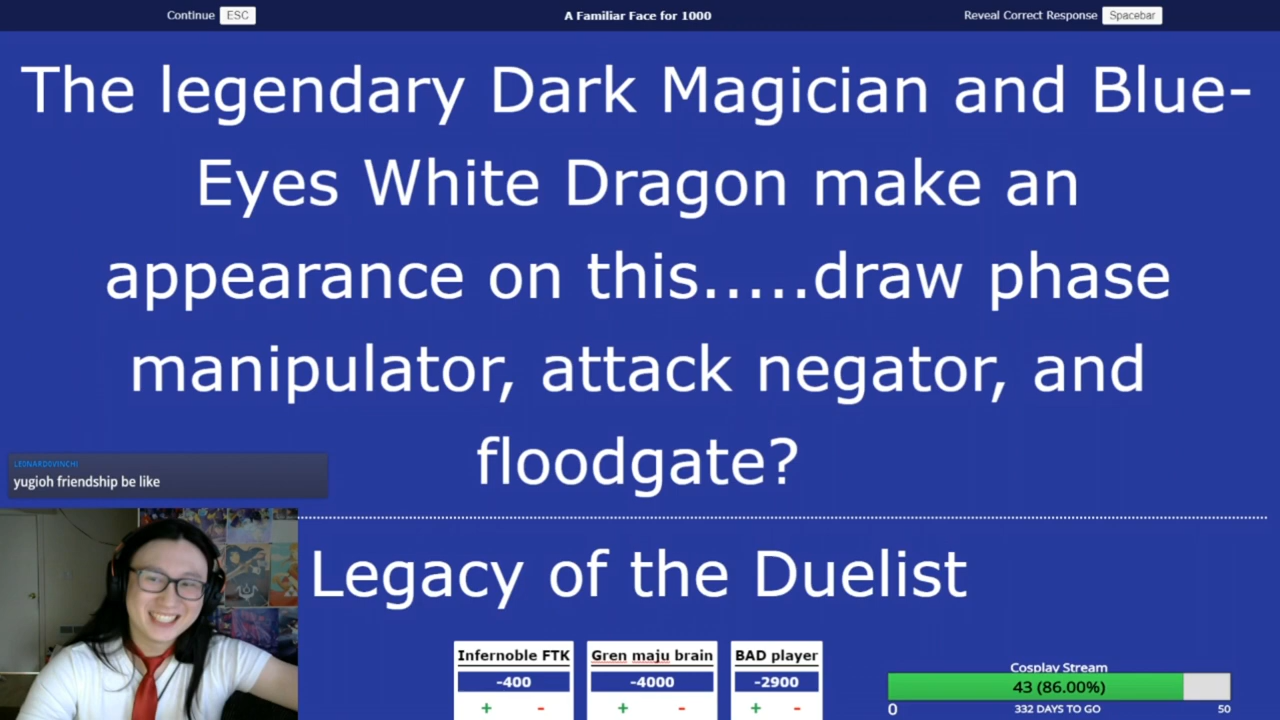 Continue ESC
A Familiar Face for 1000
Reveal Correct Response Spacebar
The legendary Dark Magician and Blue-
Eyes White Dragon make an
appearance on this.....draw phase
manipulator, attack negator, and
floodgate?
LEONARDOVINCHI
yugioh friendship be like
Legacy of the Duelist
Infernoble FTK
-400
+ -
Gren maju brain
-4000
+ -
BAD player
-2900
+ -
Cosplay Stream
43 (86.00%)
0 332 DAYS TO GO 50